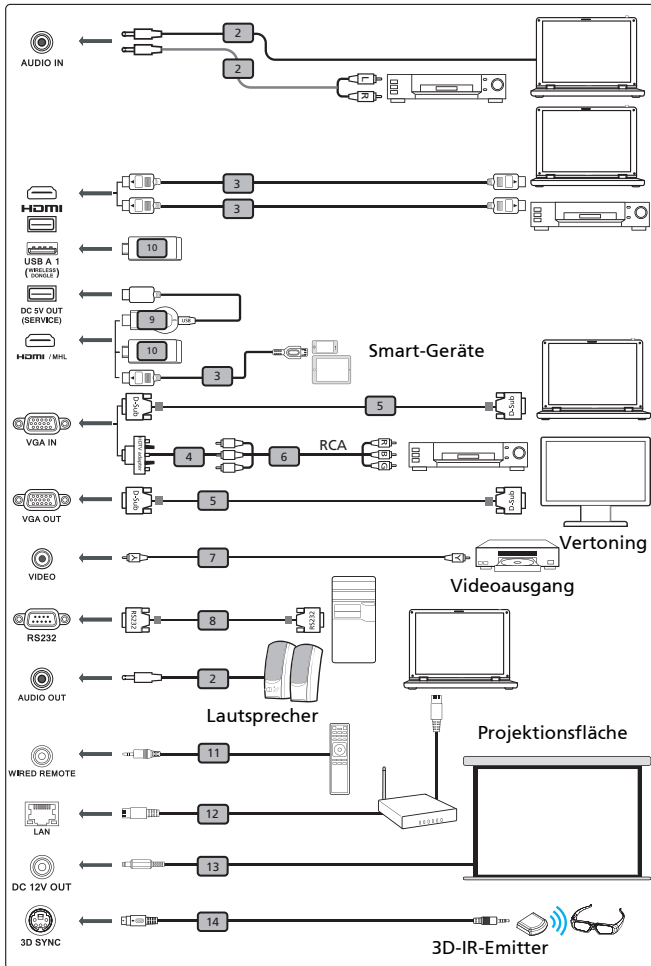 AUDIO IN
2
2
L
R
HDMI
3
3
USB A 1
(WIRELESS DONGLE)
10
DC 5V OUT
(SERVICE)
9
USB
HDMI / MHL
10
3
Smart-Geräte
VGA IN
D-Sub
5
D-Sub
HDTV adapter
4
6
RCA
R
B
G
VGA OUT
D-Sub
5
D-Sub
Vertoning
VIDEO
Y
7
Y
Videoausgang
RS232
RS232
8
RS232
AUDIO OUT
2
Lautsprecher
WIRED REMOTE
11
Projektionsfläche
LAN
12
DC 12V OUT
13
3D SYNC
14
3D-IR-Emitter